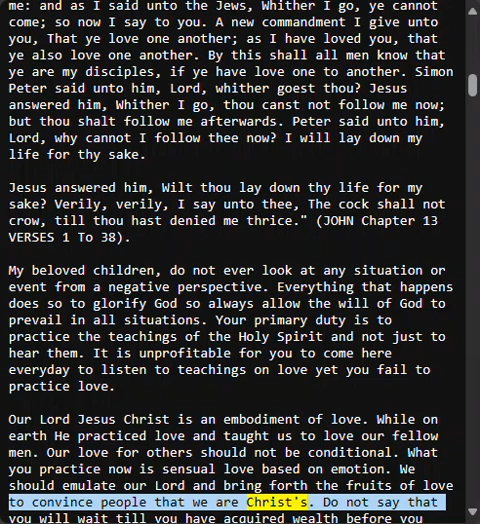 me: and as I said unto the Jews, Whither I go, ye cannot
come; so now I say to you. A new commandment I give unto
you, That ye love one another; as I have loved you, that
ye also love one another. By this shall all men know that
ye are my disciples, if ye have love one to another. Simon
Peter said unto him, Lord, whither goest thou? Jesus
answered him, Whither I go, thou canst not follow me now;
but thou shalt follow me afterwards. Peter said unto him,
Lord, why cannot I follow thee now? I will lay down my
life for thy sake.
Jesus answered him, Wilt thou lay down thy life for my
sake? Verily, verily, I say unto thee, The cock shall not
crow, till thou hast denied me thrice." (JOHN Chapter 13
VERSES 1 To 38).
My beloved children, do not ever look at any situation or
event from a negative perspective. Everything that happens
does so to glorify God so always allow the will of God to
prevail in all situations. Your primary duty is to
practice the teachings of the Holy Spirit and not just to
hear them. It is unprofitable for you to come here
everyday to listen to teachings on love yet you fail to
practice love.
Our Lord Jesus Christ is an embodiment of love. While on
earth He practiced love and taught us to love our fellow
men. Our love for others should not be conditional. What
you practice now is sensual love based on emotion. We
should emulate our Lord and bring forth the fruits of love
to convince people that we are Christ's. Do not say that
you will wait till you have acquired wealth before you